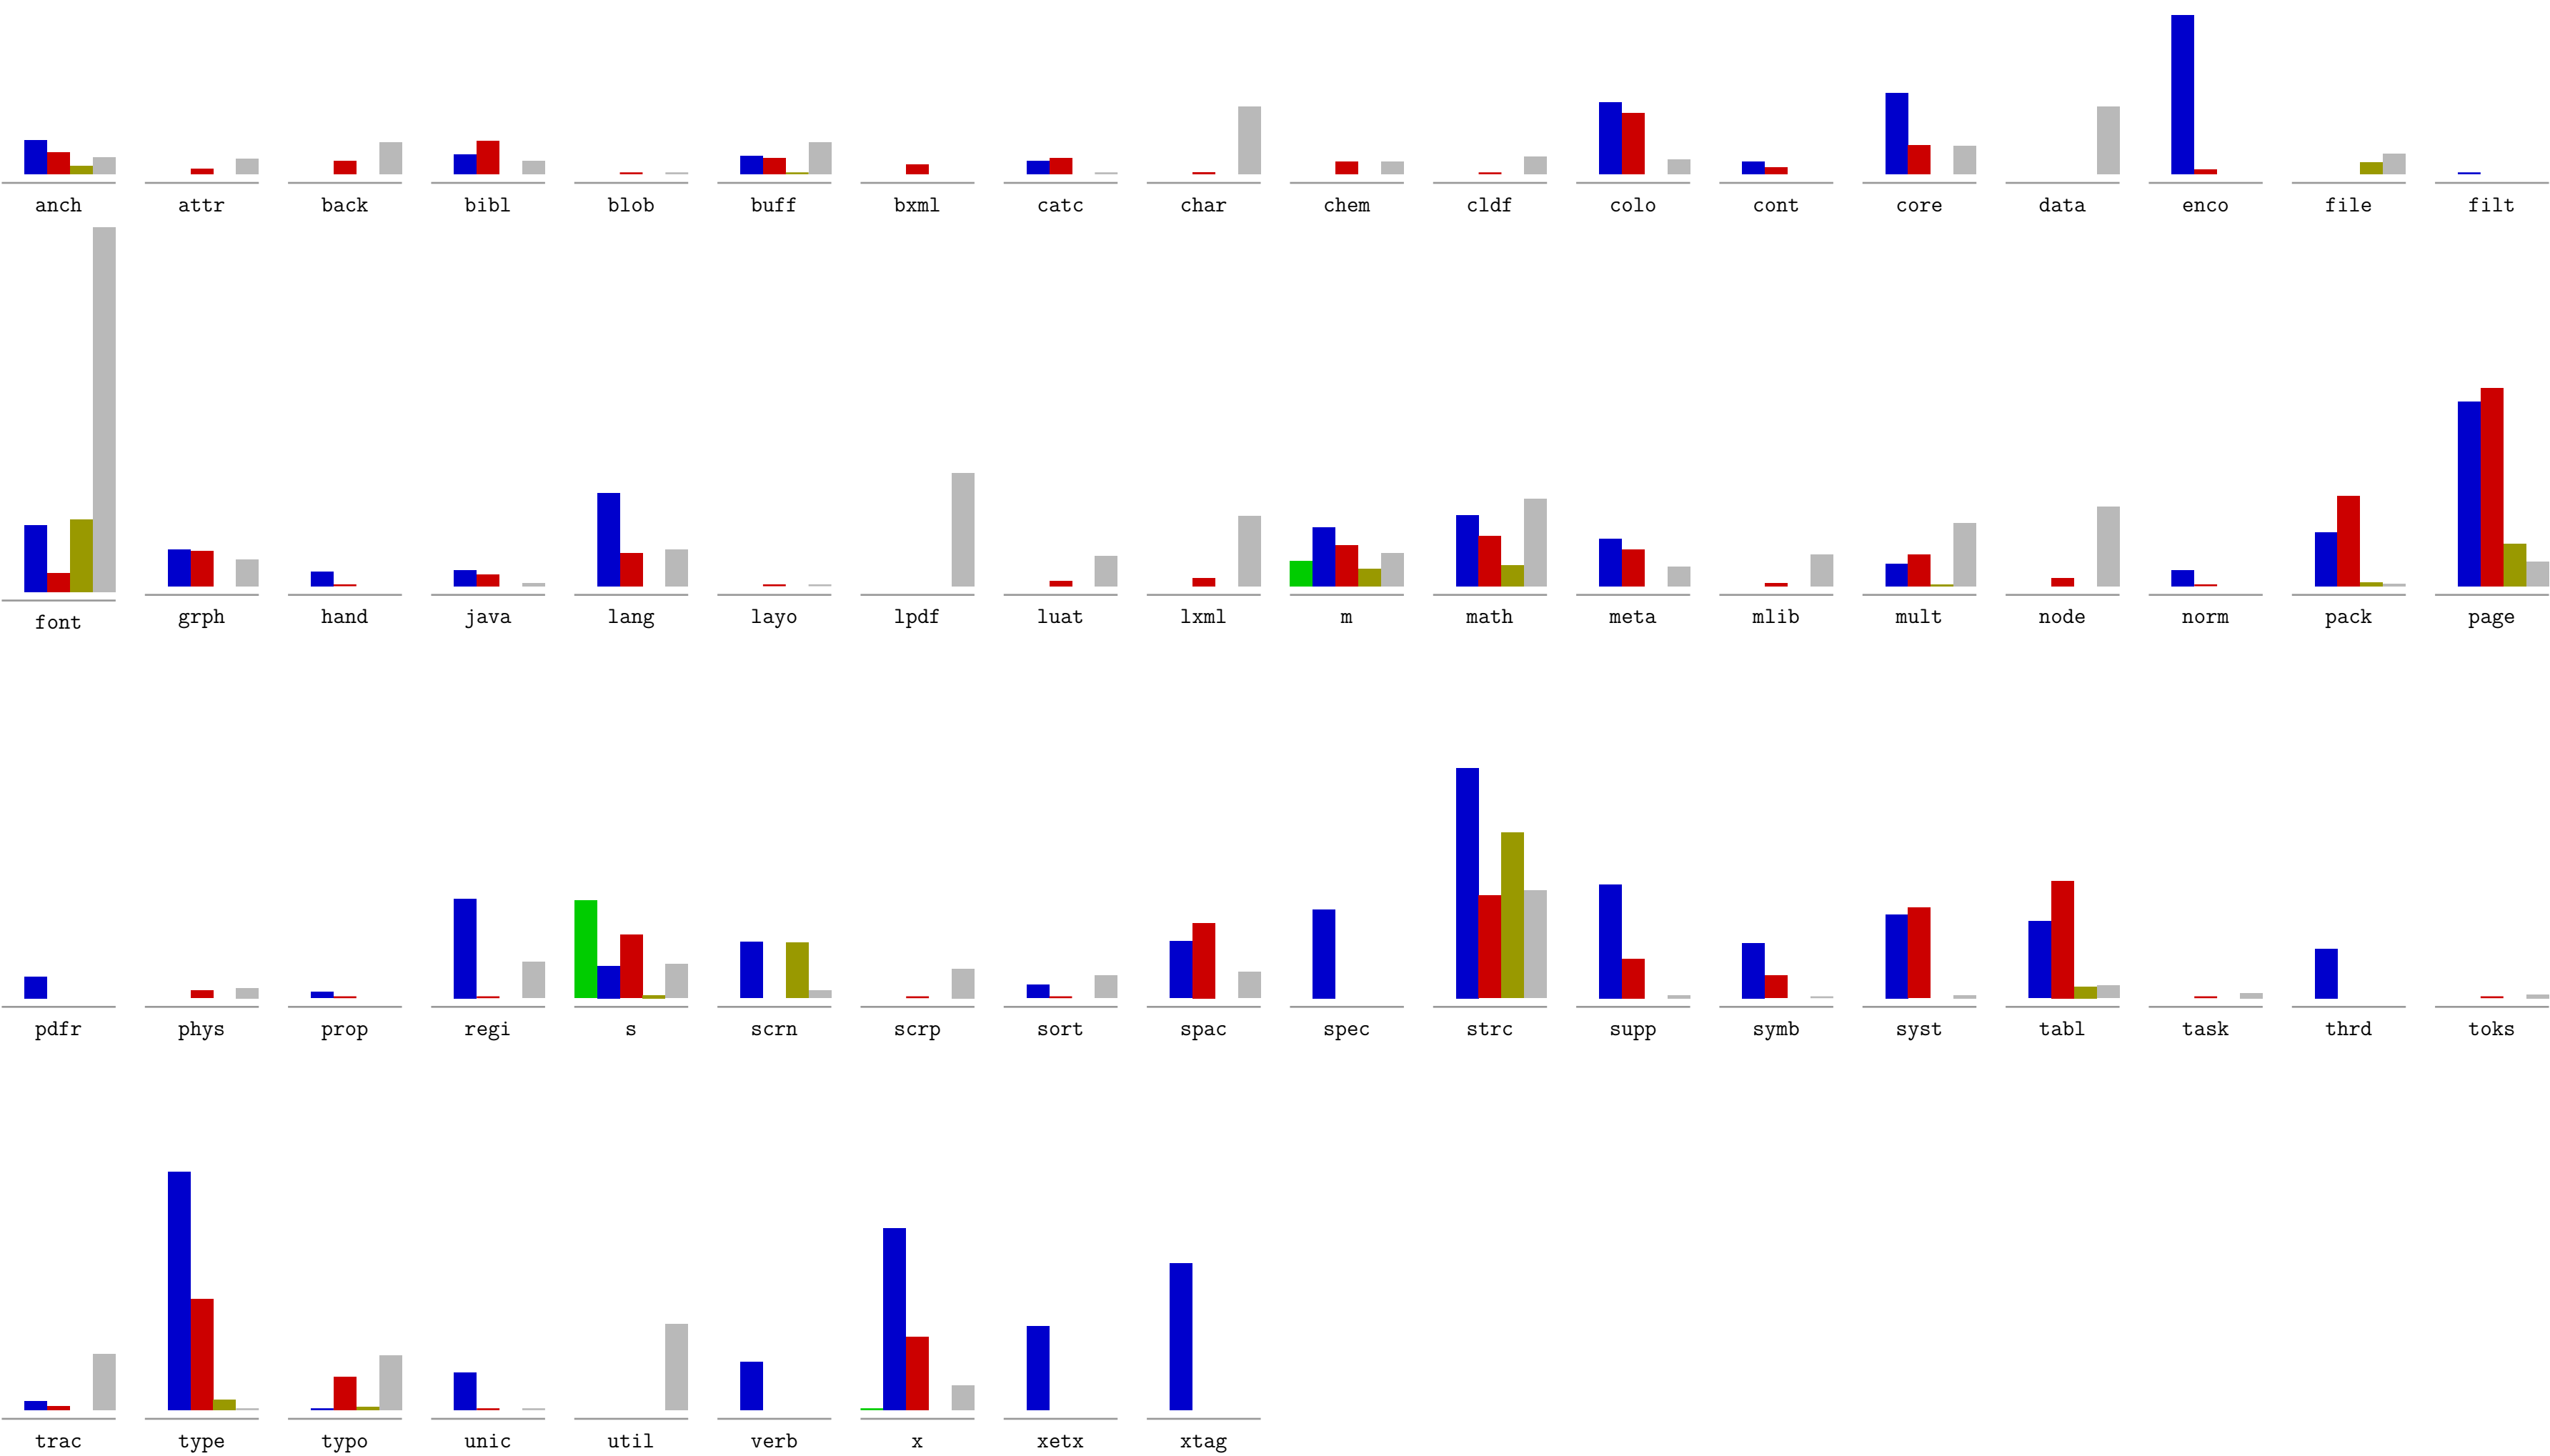 anch attr back bibl blob buff bxml catc char chem cldf colo cont core data enco file filt
font grph hand java lang layo lpdf luat lxml m math meta mlib mult node norm pack page
pdfr phys prop regi s scrn scrp sort spac spec strc supp symb syst tabl task thrd toks
trac type typo unic util verb x xetx xtag